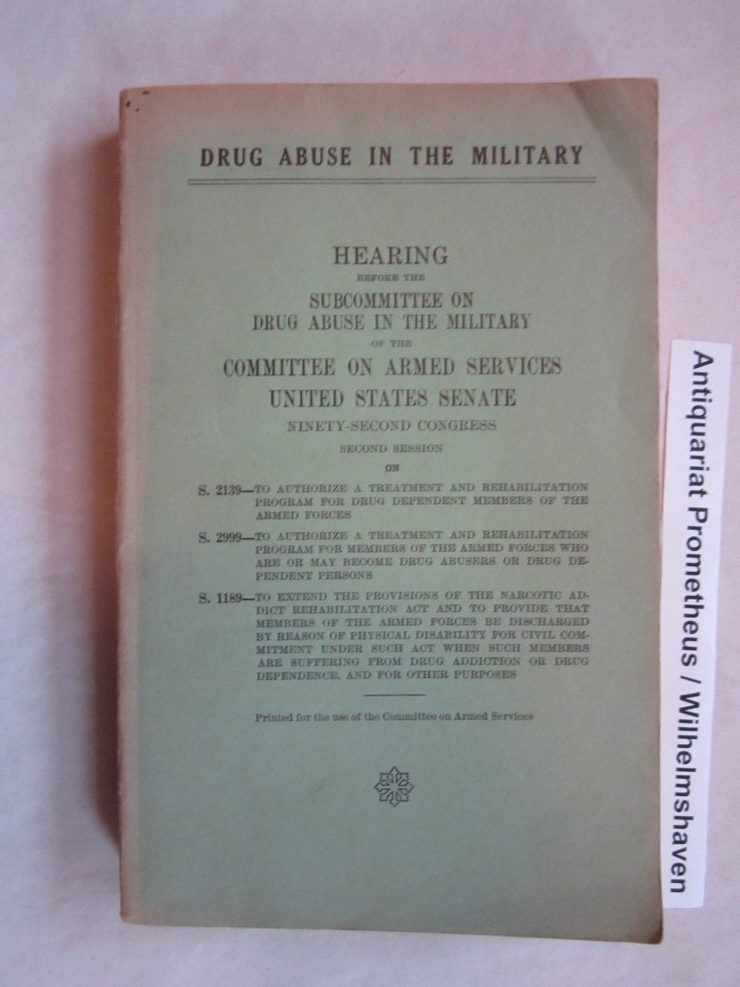 DRUG ABUSE IN THE MILITARY
HEARING
BEFORE THE
SUBCOMMITTEE ON
DRUG ABUSE IN THE MILITARY
OF THE
COMMITTEE ON ARMED SERVICES
UNITED STATES SENATE
NINETY-SECOND CONGRESS
SECOND SESSION
ON
S. 2139—TO AUTHORIZE A TREATMENT AND REHABILITATION
PROGRAM FOR DRUG DEPENDENT MEMBERS OF THE
ARMED FORCES
S. 2999—TO AUTHORIZE A TREATMENT AND REHABILITATION
PROGRAM FOR MEMBERS OF THE ARMED FORCES WHO
ARE OR MAY BECOME DRUG ABUSERS OR DRUG DE-
PENDENT PERSONS
S. 1189—TO EXTEND THE PROVISIONS OF THE NARCOTIC AD-
DICT REHABILITATION ACT AND TO PROVIDE THAT
MEMBERS OF THE ARMED FORCES BE DISCHARGED
BY REASON OF PHYSICAL DISABILITY FOR CIVIL COM-
MITMENT UNDER SUCH ACT WHEN SUCH MEMBERS
ARE SUFFERING FROM DRUG ADDICTION OR DRUG
DEPENDENCE, AND FOR OTHER PURPOSES
Printed for the use of the Committee on Armed Services
Antiquariat Prometheus / Wilhelmshaven